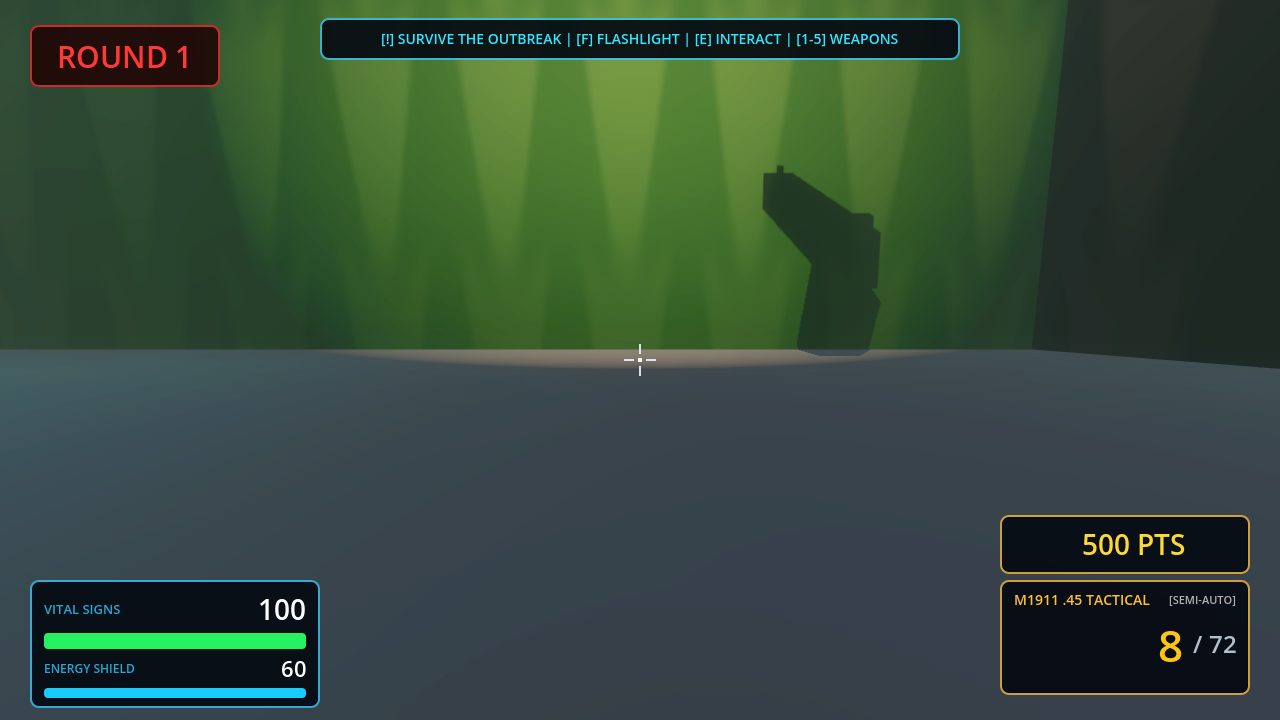 ROUND 1
[!] SURVIVE THE OUTBREAK | [F] FLASHLIGHT | [E] INTERACT | [1-5] WEAPONS
500 PTS
VITAL SIGNS 100
ENERGY SHIELD 60
M1911 .45 TACTICAL [SEMI-AUTO]
8 / 72